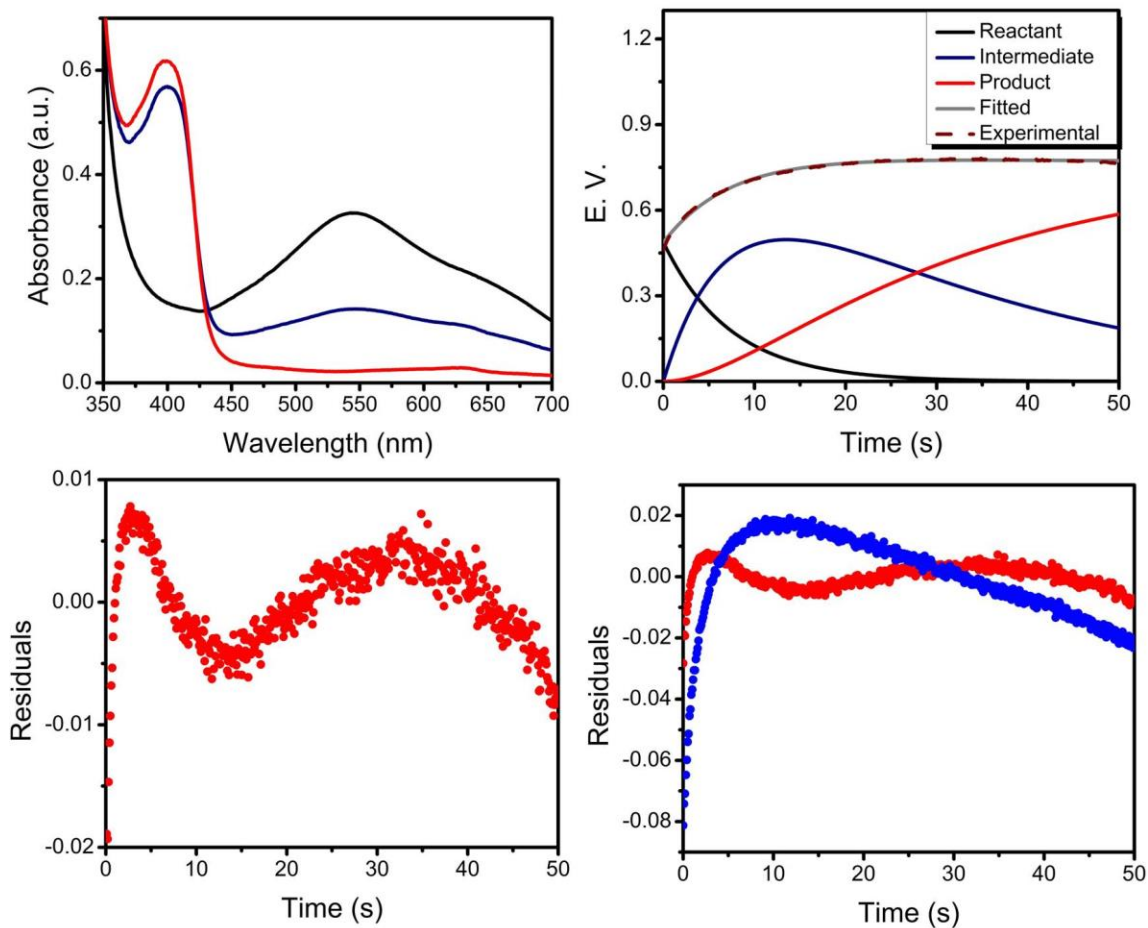 Absorbance (a.u.)
0.6
0.4
0.2
0.0
350 400 450 500 550 600 650 700
Wavelength (nm)
E. V.
1.2
0.9
0.6
0.3
0.0
0 10 20 30 40 50
Time (s)
Reactant
Intermediate
Product
Fitted
Experimental
Residuals
0.01
0.00
-0.01
-0.02
0 10 20 30 40 50
Time (s)
Residuals
0.02
0.00
-0.02
-0.04
-0.06
-0.08
0 10 20 30 40 50
Time (s)